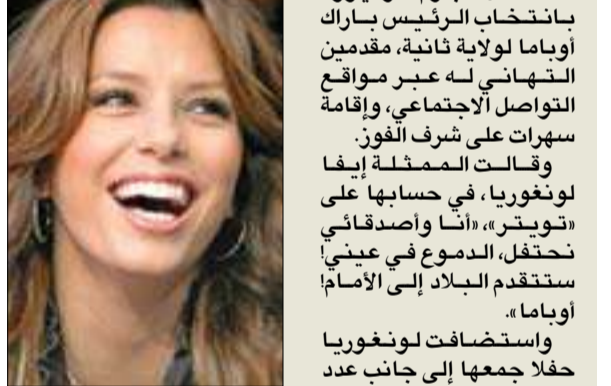 بانتخاب الرئيس باراك
أوباما لولاية ثانية، مقدمين
التهاني له عبر مواقع
التواصل الاجتماعي، وإقامة
سهرات على شرف الفوز.
وقالت الممثلة إيفا
لونغوريا، في حسابها على
«تويتر»، «أنا وأصدقائي
نحتفل، الدموع في عيني!
ستتقدم البلاد إلى الأمام!
أوباما».
واستضافت لونغوريا
حفلا جمعها إلى جانب عدد